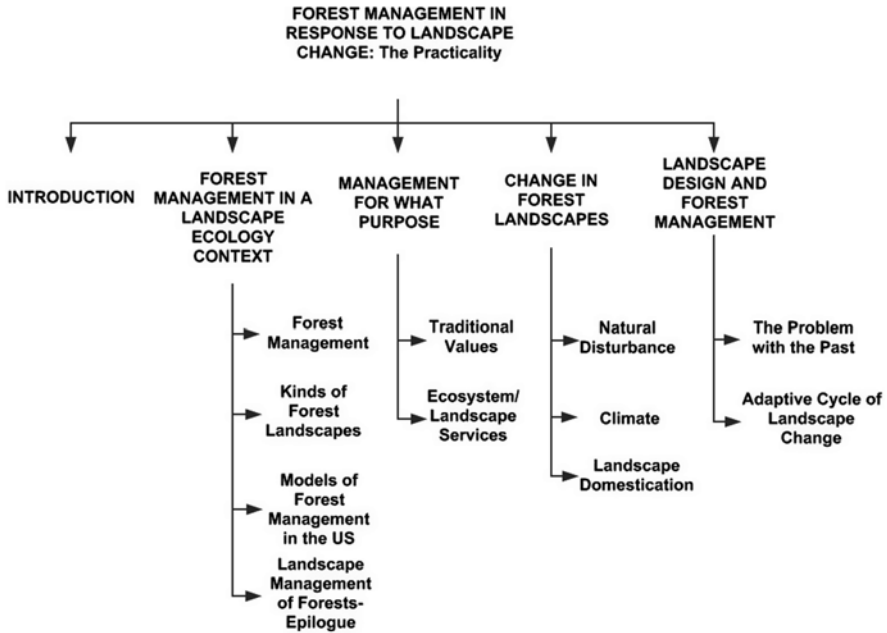 FOREST MANAGEMENT IN
RESPONSE TO LANDSCAPE
CHANGE: The Practicality
INTRODUCTION
FOREST
MANAGEMENT IN A
LANDSCAPE
ECOLOGY
CONTEXT
Forest
Management
Kinds of
Forest
Landscapes
Models of
Forest
Management
in the US
Landscape
Management
of Forests-
Epilogue
MANAGEMENT
FOR WHAT
PURPOSE
Traditional
Values
Ecosystem/
Landscape
Services
CHANGE IN
FOREST
LANDSCAPES
Natural
Disturbance
Climate
Landscape
Domestication
LANDSCAPE
DESIGN AND
FOREST
MANAGEMENT
The Problem
with the Past
Adaptive Cycle of
Landscape
Change